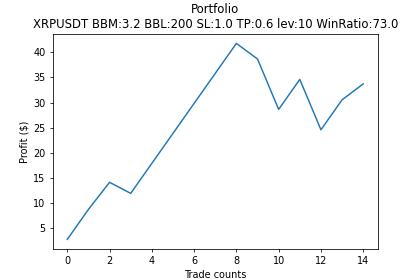 Portfolio
XRPUSDT BBM:3.2 BBL:200 SL:1.0 TP:0.6 lev:10 WinRatio:73.0
40
35
30
25
20
15
10
5
Profit ($)
0 2 4 6 8 10 12 14
Trade counts